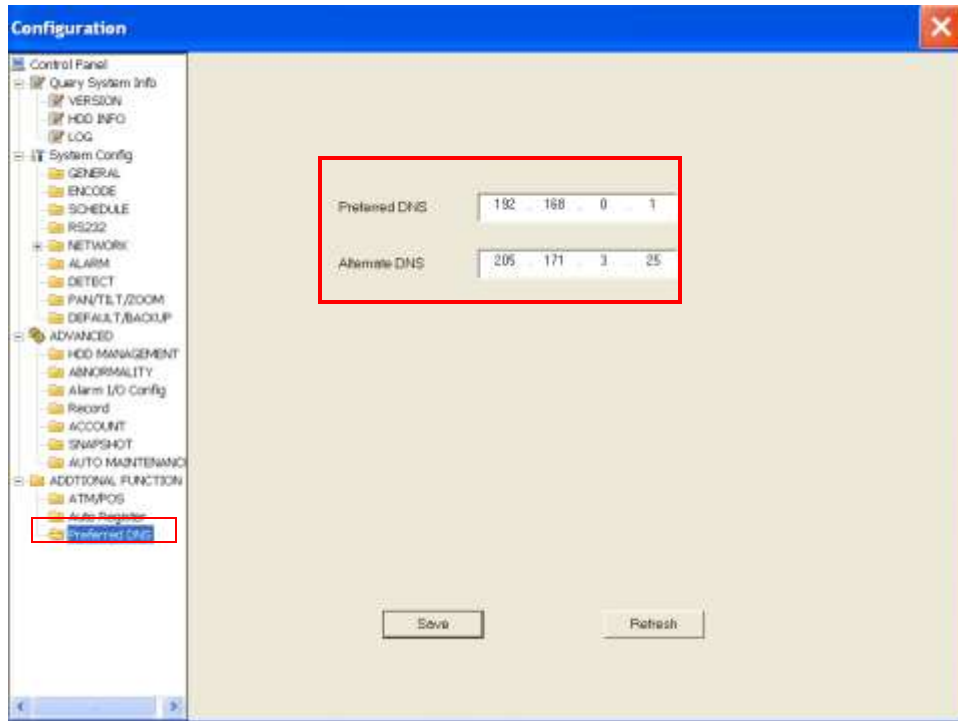 Configuration
Control Panel
Query System Info
VERSION
HDD INFO
LOG
System Config
GENERAL
ENCODE
SCHEDULE
RS232
NETWORK
ALARM
DETECT
PAN/TILT/ZOOM
DEFAULT/BACKUP
ADVANCED
HDD MANAGEMENT
ABNORMALITY
Alarm I/O Config
Record
ACCOUNT
SNAPSHOT
AUTO MAINTENANC
ADDTIONAL FUNCTION
ATM/POS
Auto Register
Preferred DNS
Preferred DNS 192 . 168 . 0 . 1
Alternate DNS 205 . 171 . 3 . 25
Save Refresh